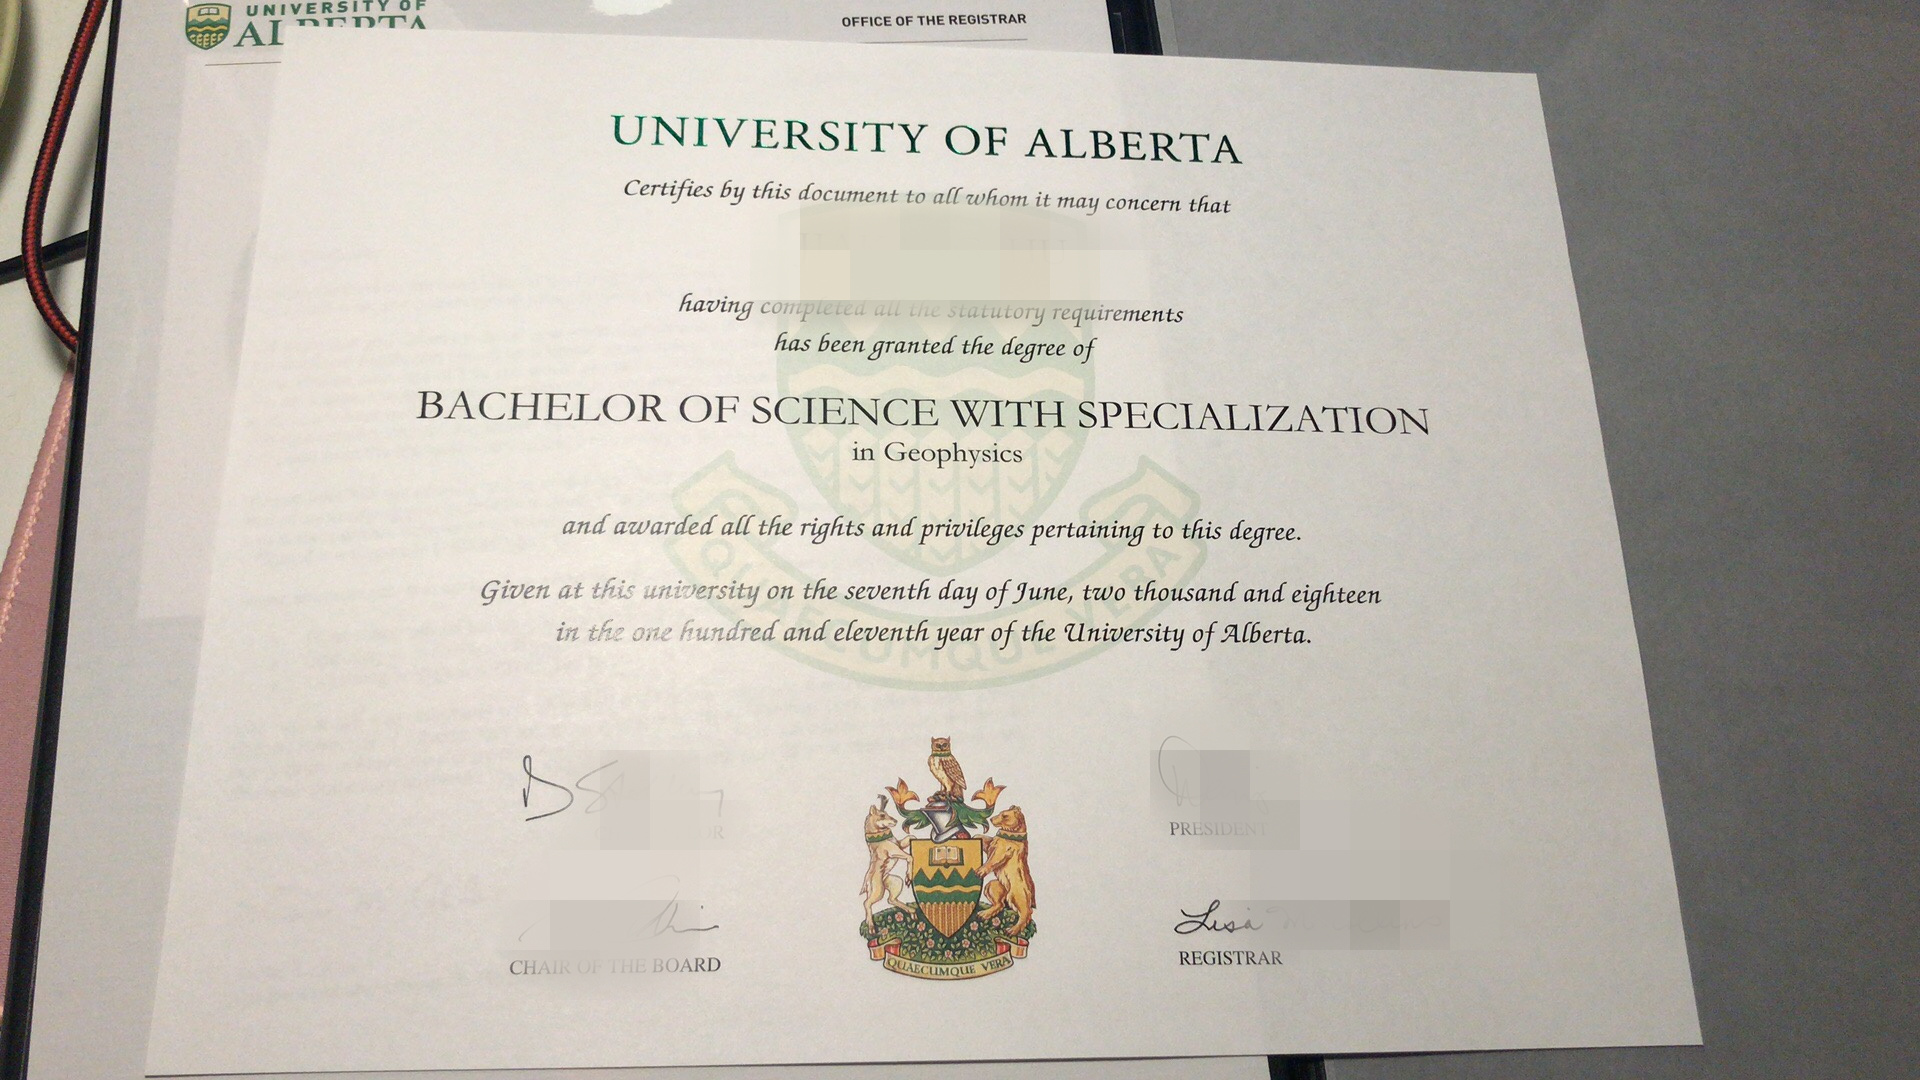 UNIVERSITY OF
ALBERTA
OFFICE OF THE REGISTRAR
UNIVERSITY OF ALBERTA
Certifies by this document to all whom it may concern that
having completed all the statutory requirements
has been granted the degree of
BACHELOR OF SCIENCE WITH SPECIALIZATION
in Geophysics
and awarded all the rights and privileges pertaining to this degree.
Given at this university on the seventh day of June, two thousand and eighteen
in the one hundred and eleventh year of the University of Alberta.
QUAECUMQUE VERA
PRESIDENT
CHAIR OF THE BOARD
Lisa
REGISTRAR
QUAECUMQUE VERA